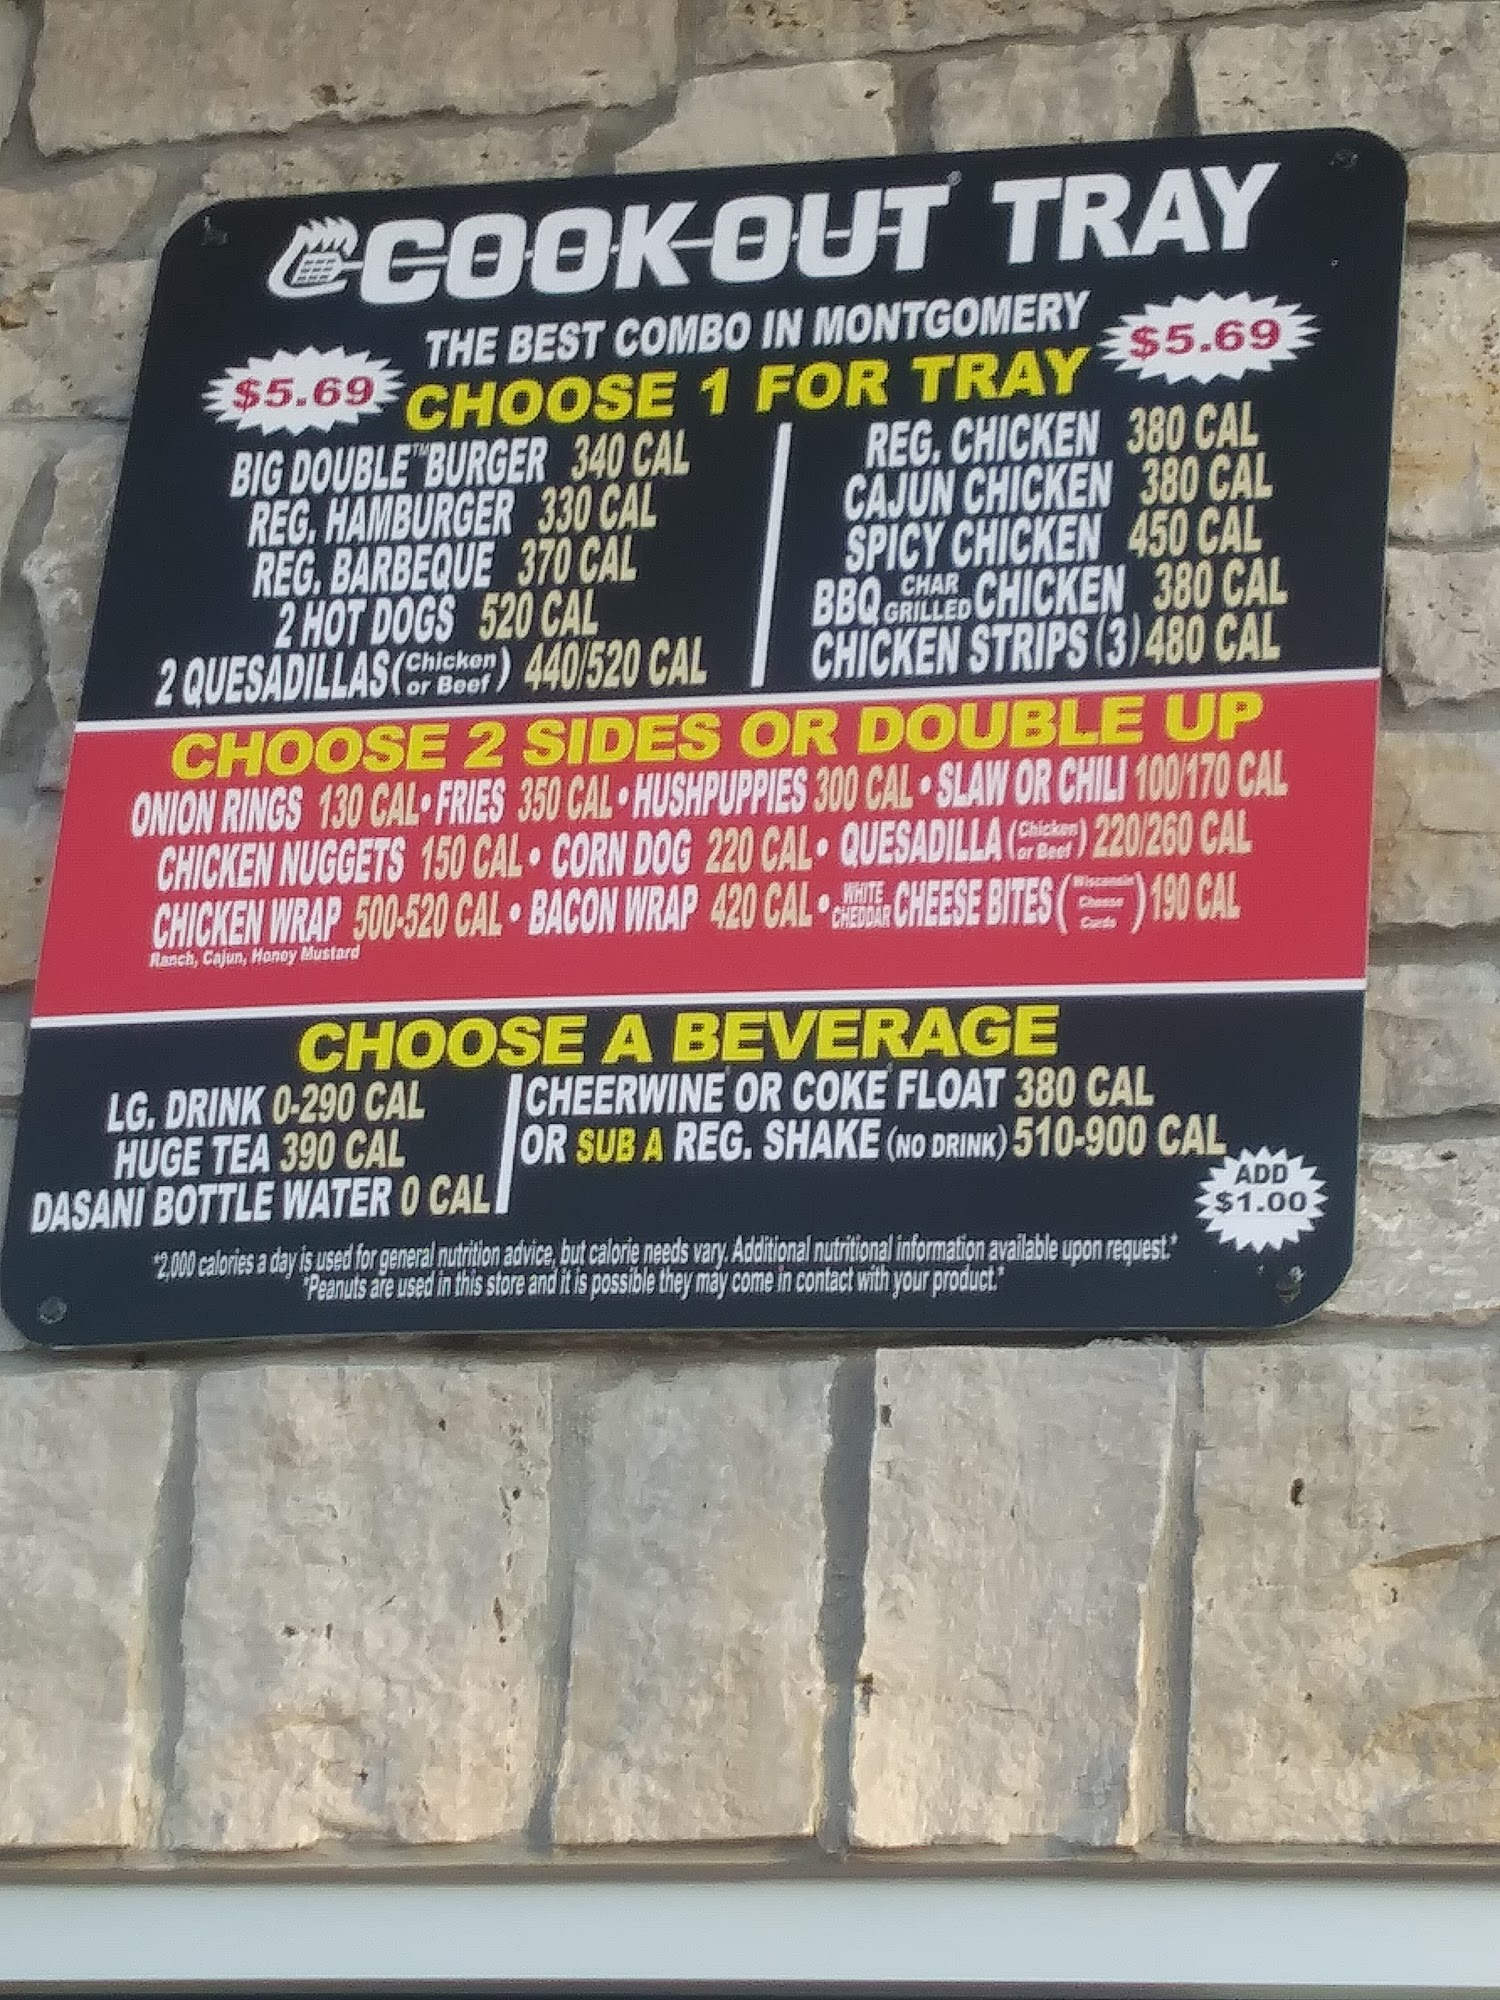 COOK OUT® TRAY
THE BEST COMBO IN MONTGOMERY
$5.69 CHOOSE 1 FOR TRAY $5.69
BIG DOUBLE™ BURGER 340 CAL
REG. HAMBURGER 330 CAL
REG. BARBEQUE 370 CAL
2 HOT DOGS 520 CAL
2 QUESADILLAS (Chicken or Beef) 440/520 CAL
REG. CHICKEN 380 CAL
CAJUN CHICKEN 380 CAL
SPICY CHICKEN 450 CAL
BBQ CHAR GRILLED CHICKEN 380 CAL
CHICKEN STRIPS (3) 480 CAL
CHOOSE 2 SIDES OR DOUBLE UP
ONION RINGS 130 CAL • FRIES 350 CAL • HUSHPUPPIES 300 CAL • SLAW OR CHILI 100/170 CAL
CHICKEN NUGGETS 150 CAL • CORN DOG 220 CAL • QUESADILLA (Chicken or Beef) 220/260 CAL
CHICKEN WRAP 500-520 CAL • BACON WRAP 420 CAL • WHITE CHEDDAR CHEESE BITES (Wisconsin Cheese Curds) 190 CAL
Ranch, Cajun, Honey Mustard
CHOOSE A BEVERAGE
LG. DRINK 0-290 CAL
HUGE TEA 390 CAL
DASANI BOTTLE WATER 0 CAL
CHEERWINE OR COKE FLOAT 380 CAL
OR SUB A REG. SHAKE (NO DRINK) 510-900 CAL
ADD
$1.00
*2,000 calories a day is used for general nutrition advice, but calorie needs vary. Additional nutritional information available upon request.*
*Peanuts are used in this store and it is possible they may come in contact with your product.*